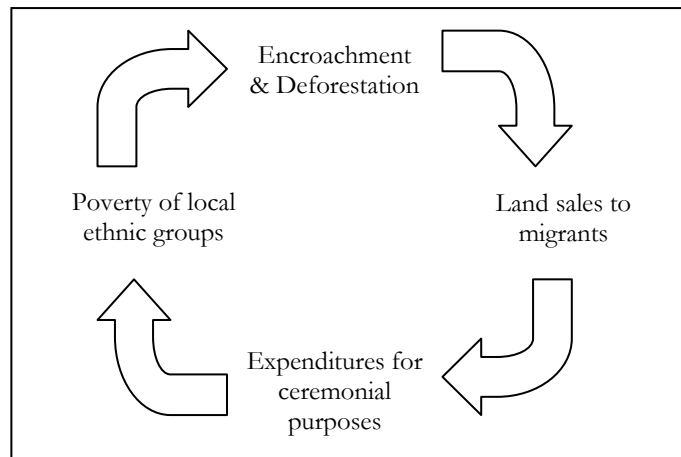 Encroachment
& Deforestation
Poverty of local
ethnic groups
Land sales to
migrants
Expenditures for
ceremonial
purposes